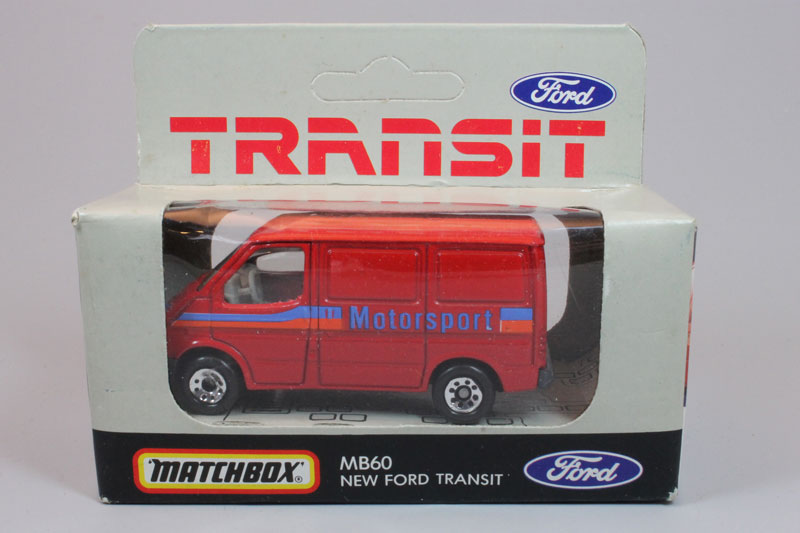 Ford
TRANSiT
Motorsport
MATCHBOX®
MB60
NEW FORD TRANSIT
Ford